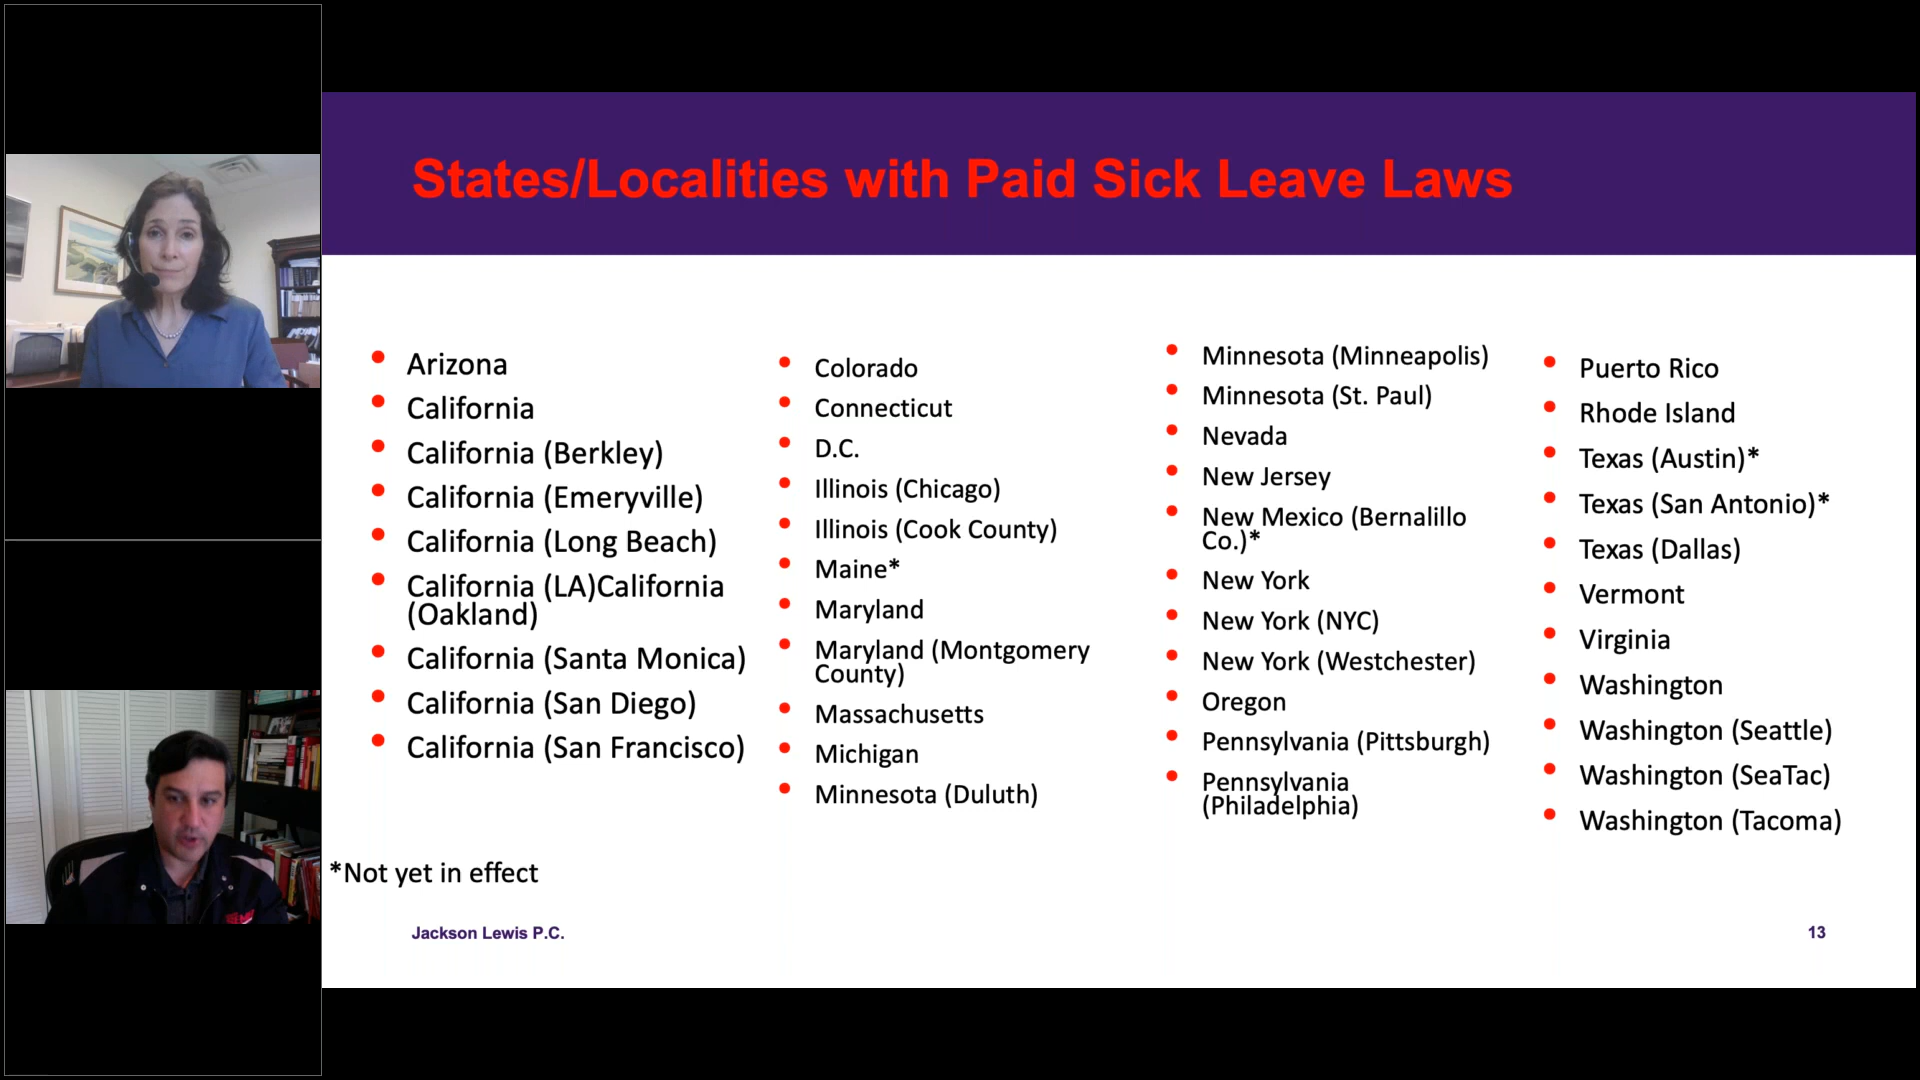 States/Localities with Paid Sick Leave Laws
• Arizona
• California
• California (Berkley)
• California (Emeryville)
• California (Long Beach)
• California (LA)California
(Oakland)
• California (Santa Monica)
• California (San Diego)
• California (San Francisco)
• Colorado
• Connecticut
• D.C.
• Illinois (Chicago)
• Illinois (Cook County)
• Maine*
• Maryland
• Maryland (Montgomery
County)
• Massachusetts
• Michigan
• Minnesota (Duluth)
• Minnesota (Minneapolis)
• Minnesota (St. Paul)
• Nevada
• New Jersey
• New Mexico (Bernalillo
Co.)*
• New York
• New York (NYC)
• New York (Westchester)
• Oregon
• Pennsylvania (Pittsburgh)
• Pennsylvania
(Philadelphia)
• Puerto Rico
• Rhode Island
• Texas (Austin)*
• Texas (San Antonio)*
• Texas (Dallas)
• Vermont
• Virginia
• Washington
• Washington (Seattle)
• Washington (SeaTac)
• Washington (Tacoma)
*Not yet in effect
Jackson Lewis P.C.
13